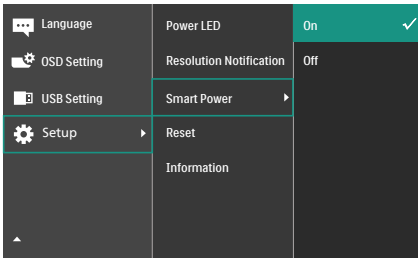 Language
OSD Setting
USB Setting
Setup
Power LED
Resolution Notification
Smart Power
Reset
Information
On
Off